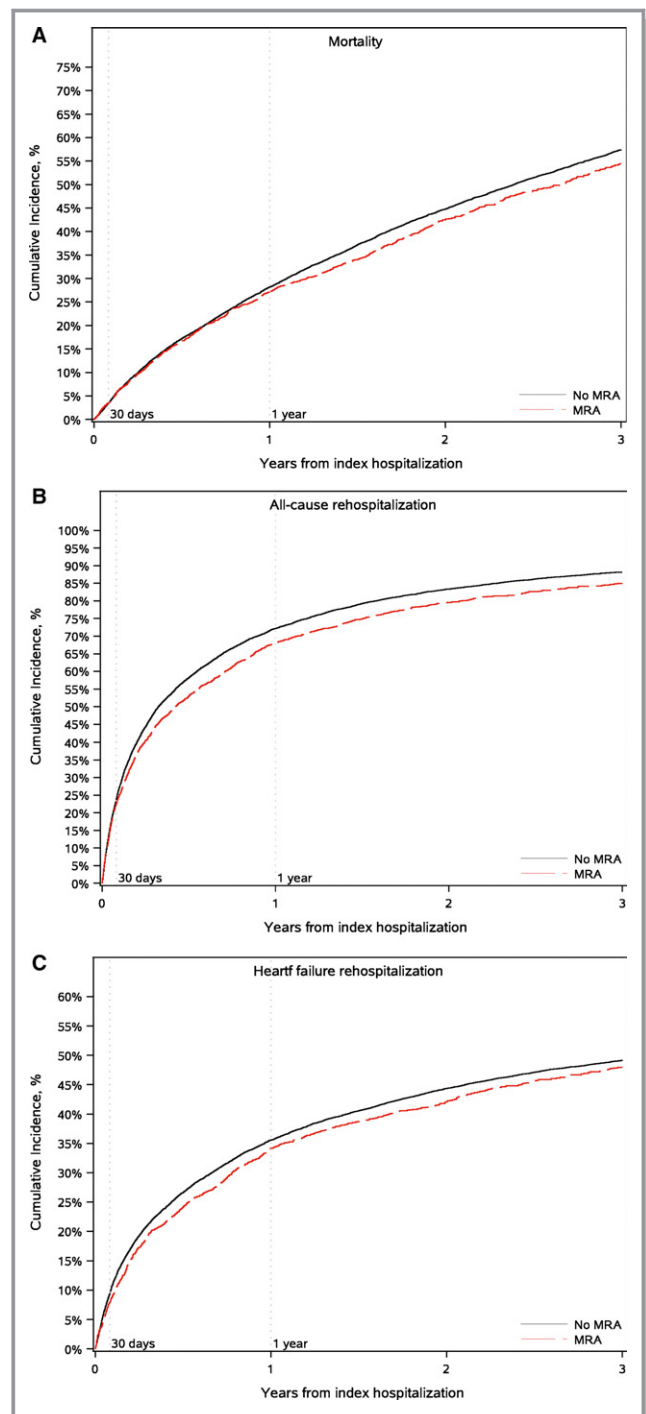 A
Mortality
75%
70%
65%
60%
55%
50%
45%
40%
35%
30%
25%
20%
15%
10%
5%
0%
Cumulative Incidence, %
30 days
1 year
No MRA
MRA
0 1 2 3
Years from index hospitalization
B
All-cause rehospitalization
100%
95%
90%
85%
80%
75%
70%
65%
60%
55%
50%
45%
40%
35%
30%
25%
20%
15%
10%
5%
0%
Cumulative Incidence, %
30 days
1 year
No MRA
MRA
0 1 2 3
Years from index hospitalization
C
Heartf failure rehospitalization
60%
55%
50%
45%
40%
35%
30%
25%
20%
15%
10%
5%
0%
Cumulative Incidence, %
30 days
1 year
No MRA
MRA
0 1 2 3
Years from index hospitalization